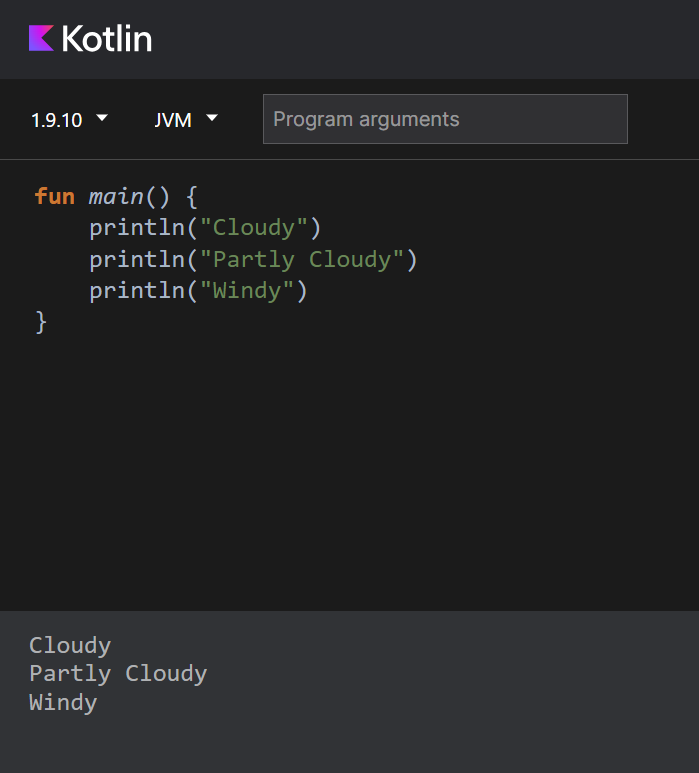 Kotlin
1.9.10 JVM Program arguments
fun main() {
    println("Cloudy")
    println("Partly Cloudy")
    println("Windy")
}
Cloudy
Partly Cloudy
Windy